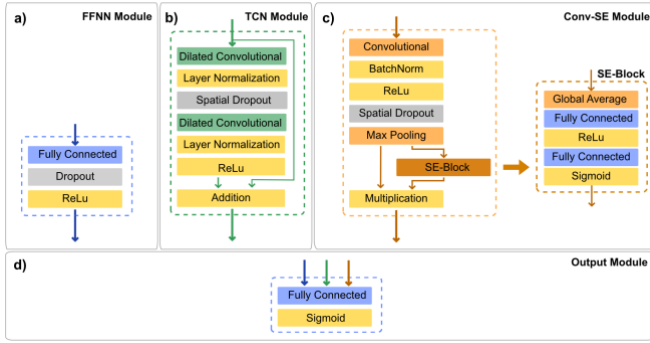 a)
FFNN Module
Fully Connected
Dropout
ReLu
b)
TCN Module
Dilated Convolutional
Layer Normalization
Spatial Dropout
Dilated Convolutional
Layer Normalization
ReLu
Addition
c)
Conv-SE Module
Convolutional
BatchNorm
ReLu
Spatial Dropout
Max Pooling
SE-Block
Multiplication
SE-Block
Global Average
Fully Connected
ReLu
Fully Connected
Sigmoid
d)
Output Module
Fully Connected
Sigmoid